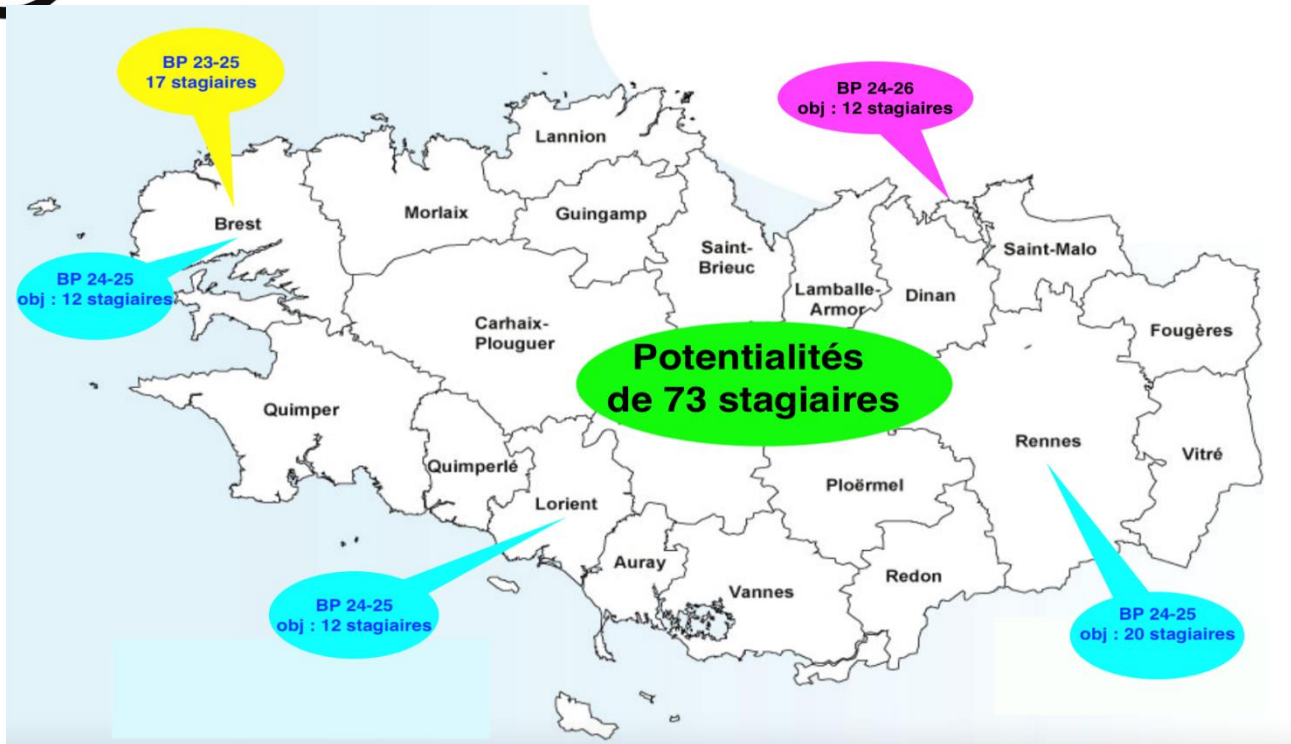 BP 23-25
17 stagiaires
BP 24-26
obj : 12 stagiaires
Lannion
Morlaix
Guingamp
Brest
Saint-
Brieuc
Saint-Malo
BP 24-25
obj : 12 stagiaires
Lamballe-
Armor
Dinan
Carhaix-
Plouguer
Fougères
Potentialités
de 73 stagiaires
Quimper
Rennes
Vitré
Quimperlé
Ploërmel
Lorient
Auray
Vannes
Redon
BP 24-25
obj : 12 stagiaires
BP 24-25
obj : 20 stagiaires